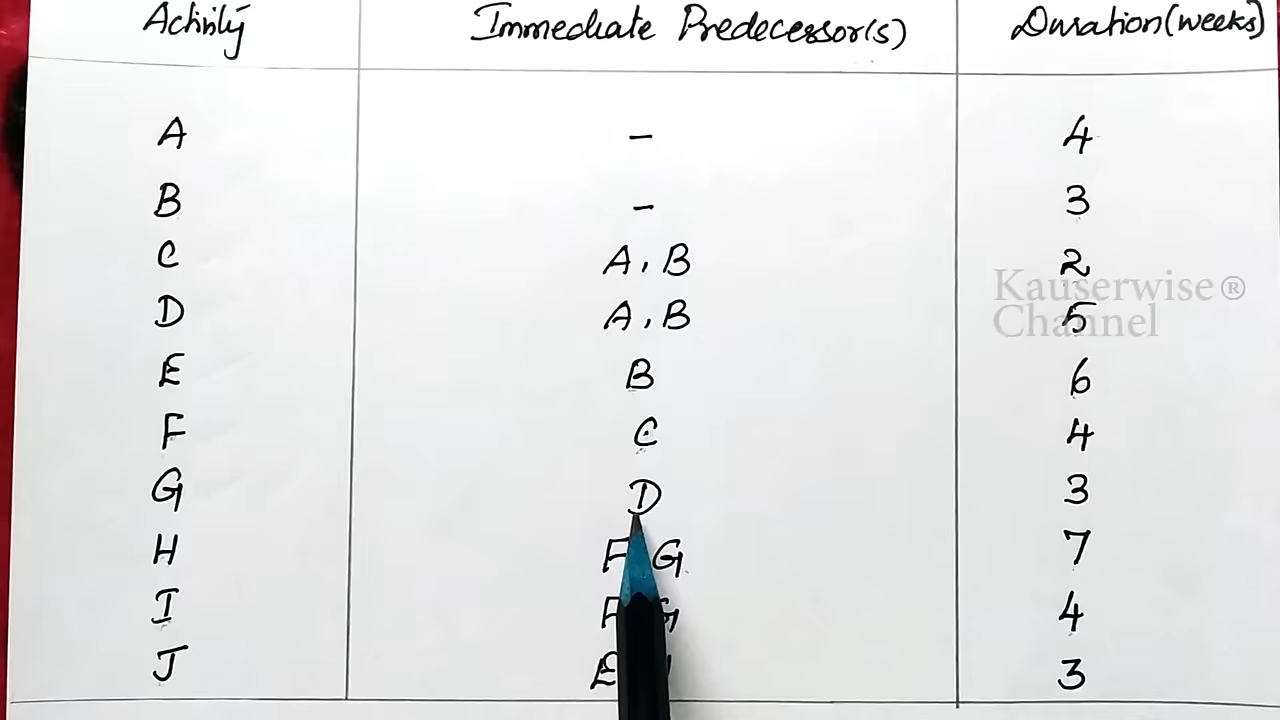 Activity Immediate Predecessor(s) Duration(weeks)
A - 4
B - 3
C A, B 2
D A, B 5
E B 6
F C 4
G D 3
H F G 7
I F G 4
J E 3
Kauserwise®
Channel